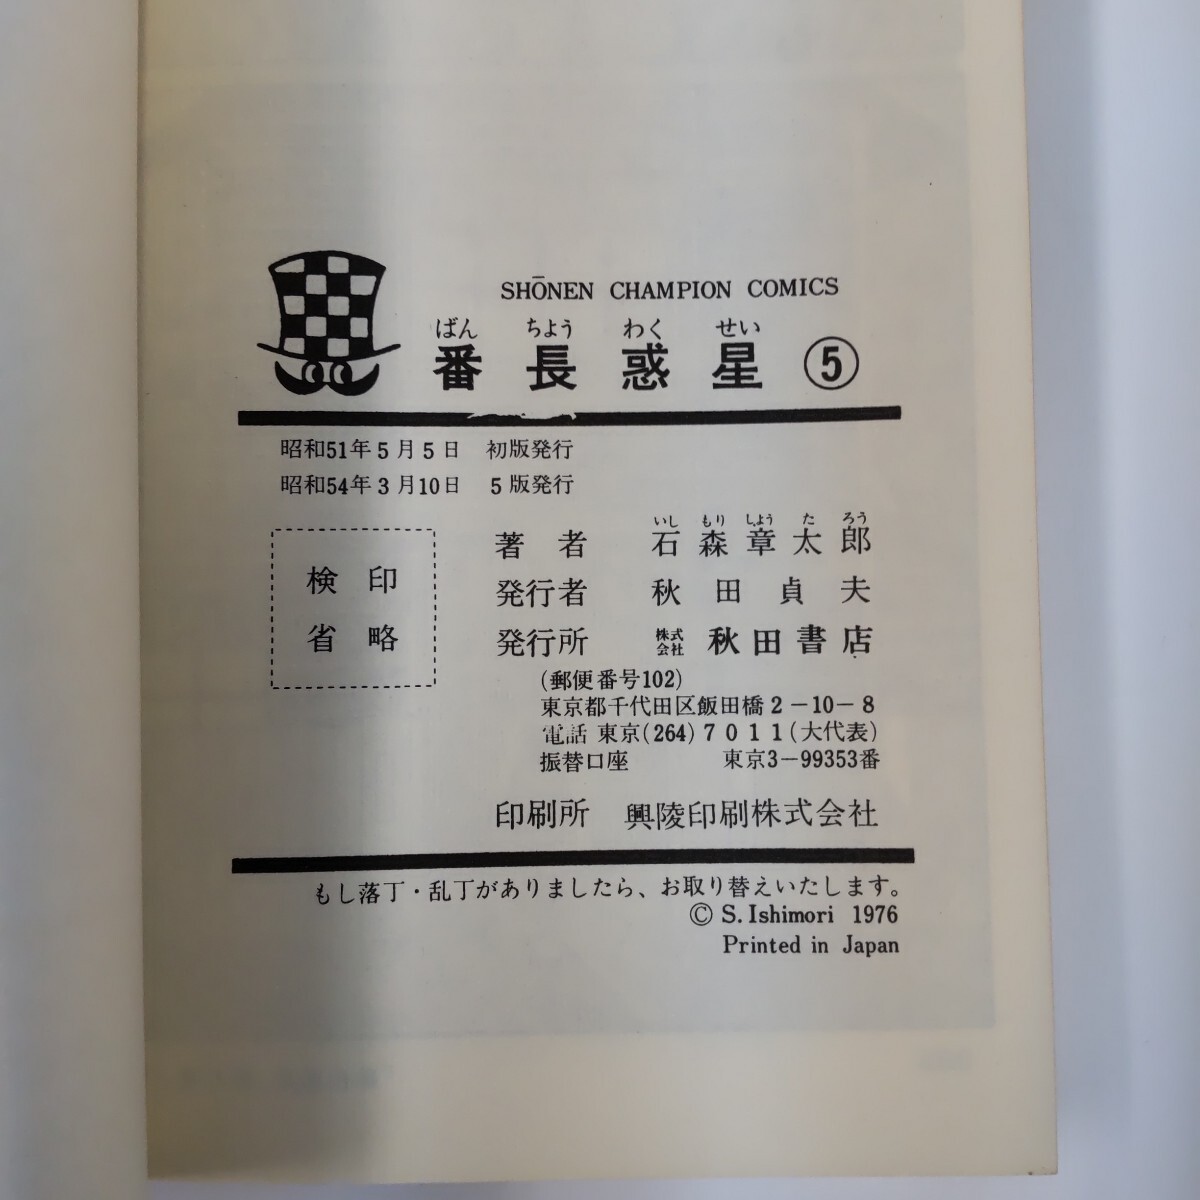 SHŌNEN CHAMPION COMICS
ばん ちょう わく せい
番長惑星⑤
昭和51年5月5日 初版発行
昭和54年3月10日 5版発行
検印
省略
いし もり しょう た ろう
著者 石森章太郎
発行者 秋田貞夫
発行所 株式会社 秋田書店
(郵便番号102)
東京都千代田区飯田橋2-10-8
電話 東京(264)7011(大代表)
振替口座 東京3-99353番
印刷所 興陵印刷株式会社
もし落丁・乱丁がありましたら、お取り替えいたします。
© S. Ishimori 1976
Printed in Japan